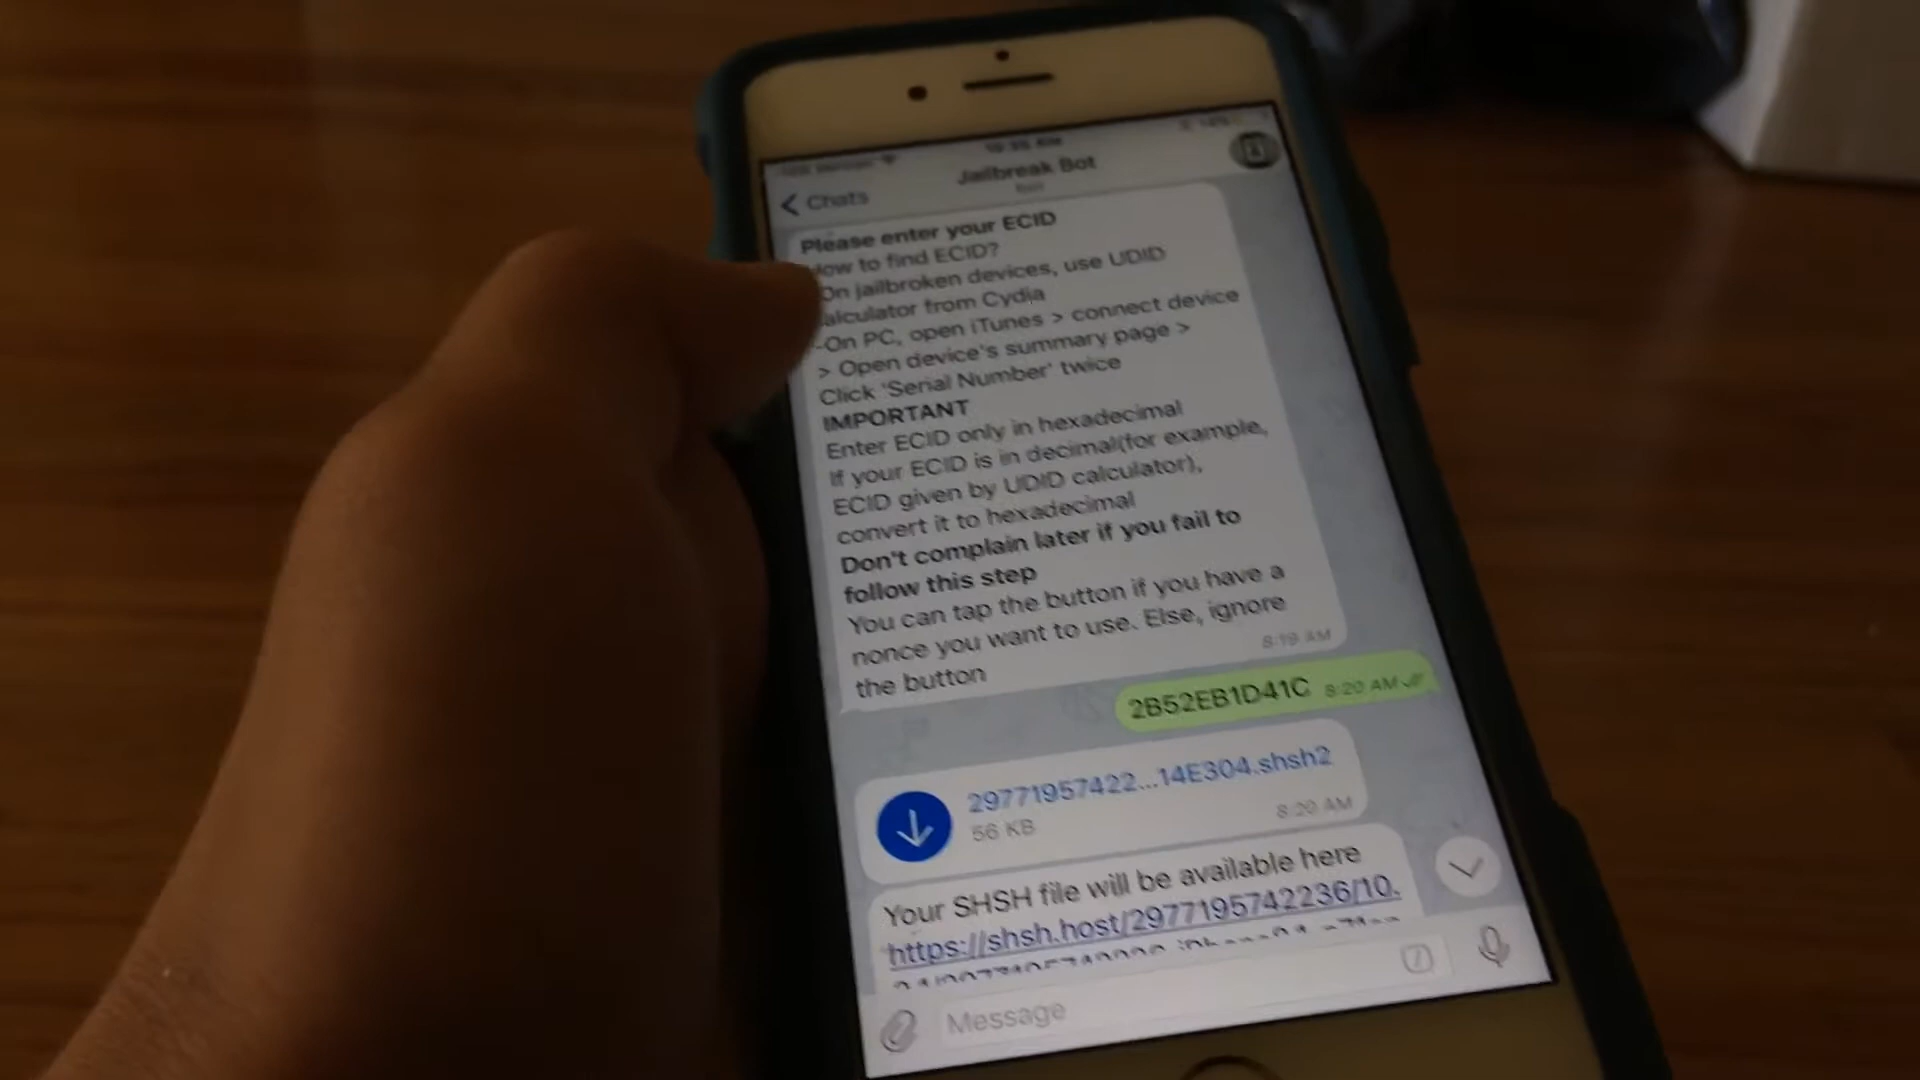 Chats
Jailbreak Bot
bot
Please enter your ECID
How to find ECID?
On jailbroken devices, use UDID
alculator from Cydia
-On PC, open iTunes > connect device
> Open device's summary page >
Click 'Serial Number' twice
IMPORTANT
Enter ECID only in hexadecimal
If your ECID is in decimal(for example,
ECID given by UDID calculator),
convert it to hexadecimal
Don't complain later if you fail to
follow this step
You can tap the button if you have a
nonce you want to use. Else, ignore
the button
8:19 AM
2B52EB1D41C 8:20 AM
29771957422...14E304.shsh2
56 KB
8:20 AM
Your SHSH file will be available here
https://shsh.host/2977195742236/10.
Message